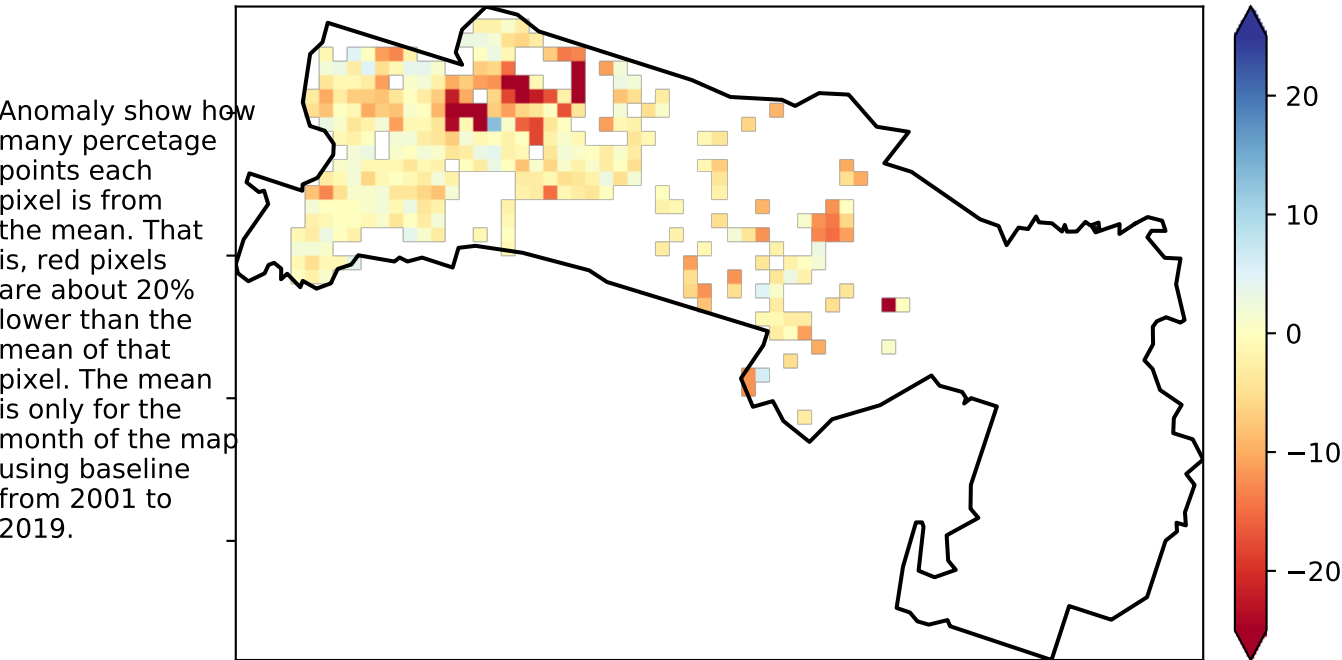 Anomaly show how
many percetage
points each
pixel is from
the mean. That
is, red pixels
are about 20%
lower than the
mean of that
pixel. The mean
is only for the
month of the map
using baseline
from 2001 to
2019.
20
10
0
−10
−20